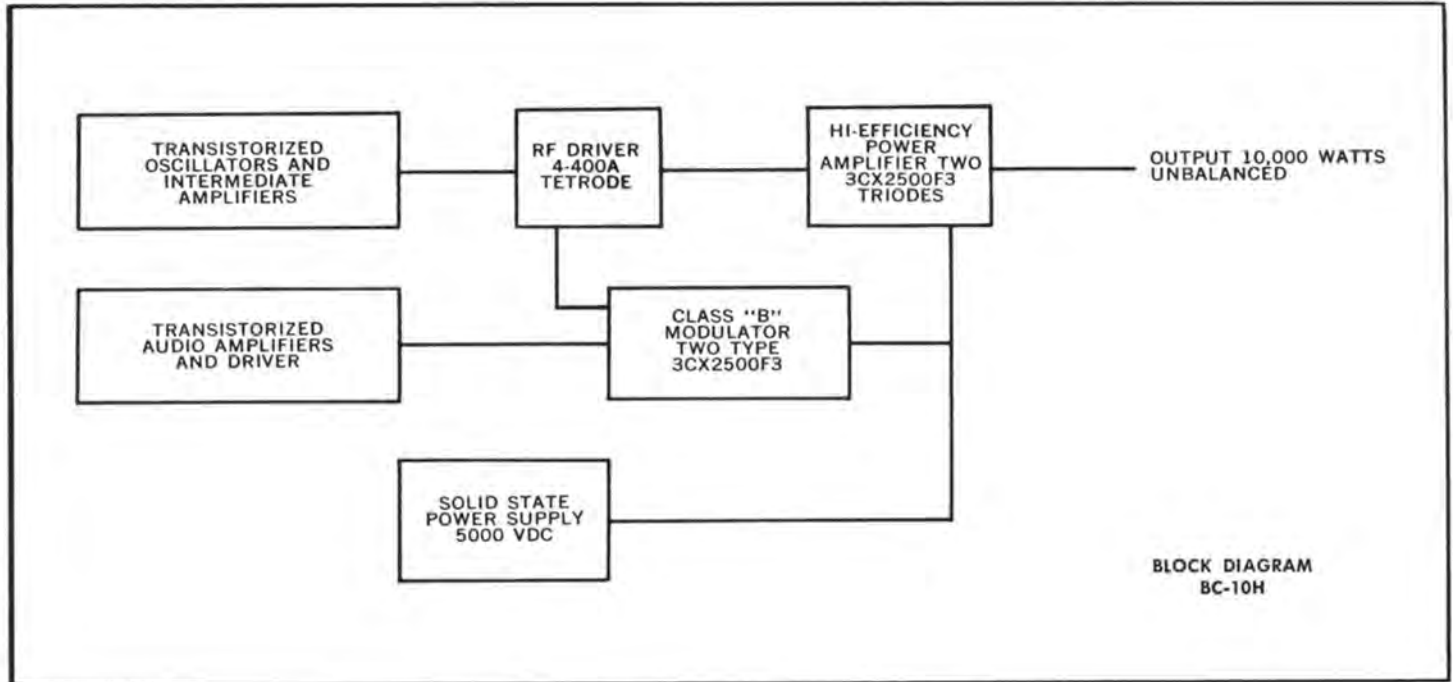 TRANSISTORIZED
OSCILLATORS AND
INTERMEDIATE
AMPLIFIERS
RF DRIVER
4-400A
TETRODE
HI-EFFICIENCY
POWER
AMPLIFIER TWO
3CX2500F3
TRIODES
OUTPUT 10,000 WATTS
UNBALANCED
TRANSISTORIZED
AUDIO AMPLIFIERS
AND DRIVER
CLASS "B"
MODULATOR
TWO TYPE
3CX2500F3
SOLID STATE
POWER SUPPLY
5000 VDC
BLOCK DIAGRAM
BC-10H